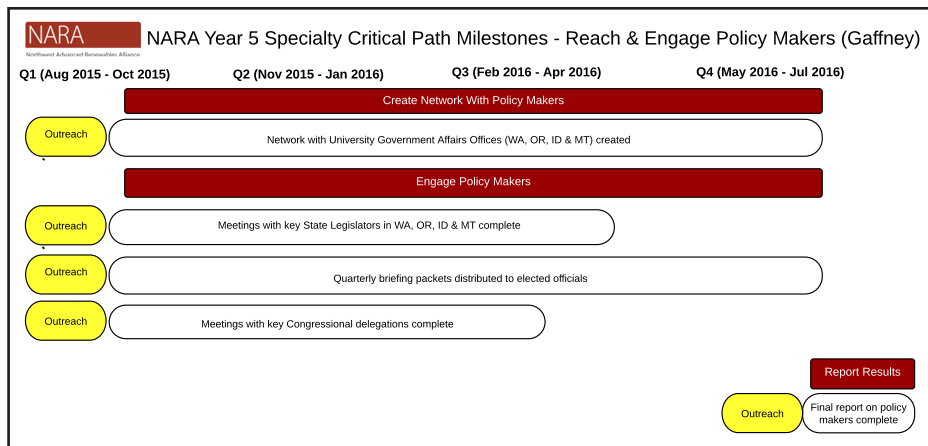 NARA
Northwest Advanced Renewables Alliance
NARA Year 5 Specialty Critical Path Milestones - Reach & Engage Policy Makers (Gaffney)
Q1 (Aug 2015 - Oct 2015)
Q2 (Nov 2015 - Jan 2016)
Q3 (Feb 2016 - Apr 2016)
Q4 (May 2016 - Jul 2016)
Create Network With Policy Makers
Outreach
Network with University Government Affairs Offices (WA, OR, ID & MT) created
Engage Policy Makers
Outreach
Meetings with key State Legislators in WA, OR, ID & MT complete
Outreach
Quarterly briefing packets distributed to elected officials
Outreach
Meetings with key Congressional delegations complete
Report Results
Outreach
Final report on policy
makers complete